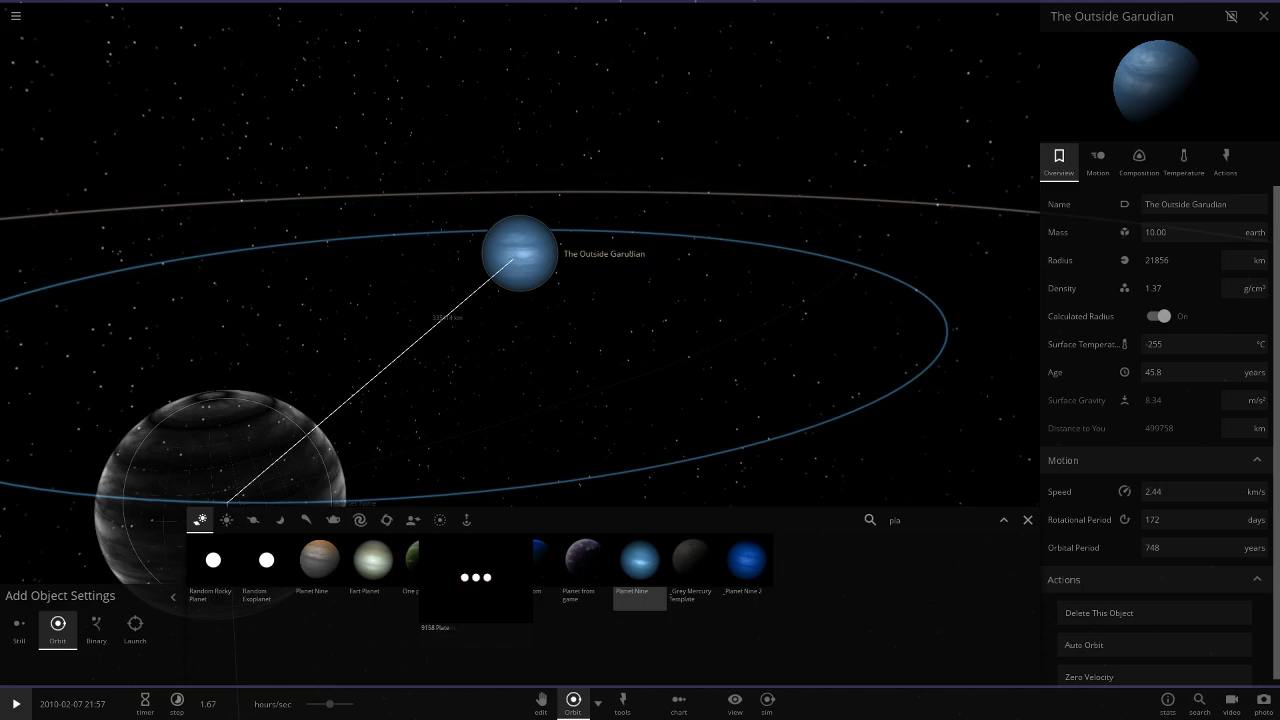 The Outside Garudian
The Outside Garudian
Overview
Motion
Composition
Temperature
Actions
Name
The Outside Garudian
Mass
10.00
earth
Radius
21856
km
Density
1.37
g/cm³
Calculated Radius
On
Surface Temperat...
-255
°C
Age
45.8
years
Surface Gravity
8.34
m/s²
Distance to You
499758
km
Motion
Speed
2.44
km/s
Rotational Period
172
days
Orbital Period
748
years
Actions
Delete This Object
Auto Orbit
Zero Velocity
pla
Random Rocky
Planet
Random
Exoplanet
Planet Nine
Fart Planet
One p
9158 Plate
Planet from
game
Planet Nine
_Grey Mercury
Template
_Planet Nine 2
Add Object Settings
Still
Orbit
Binary
Launch
2010-02-07 21:57
timer
step
1.67
hours/sec
edit
Orbit
tools
chart
view
sim
stats
search
video
photo